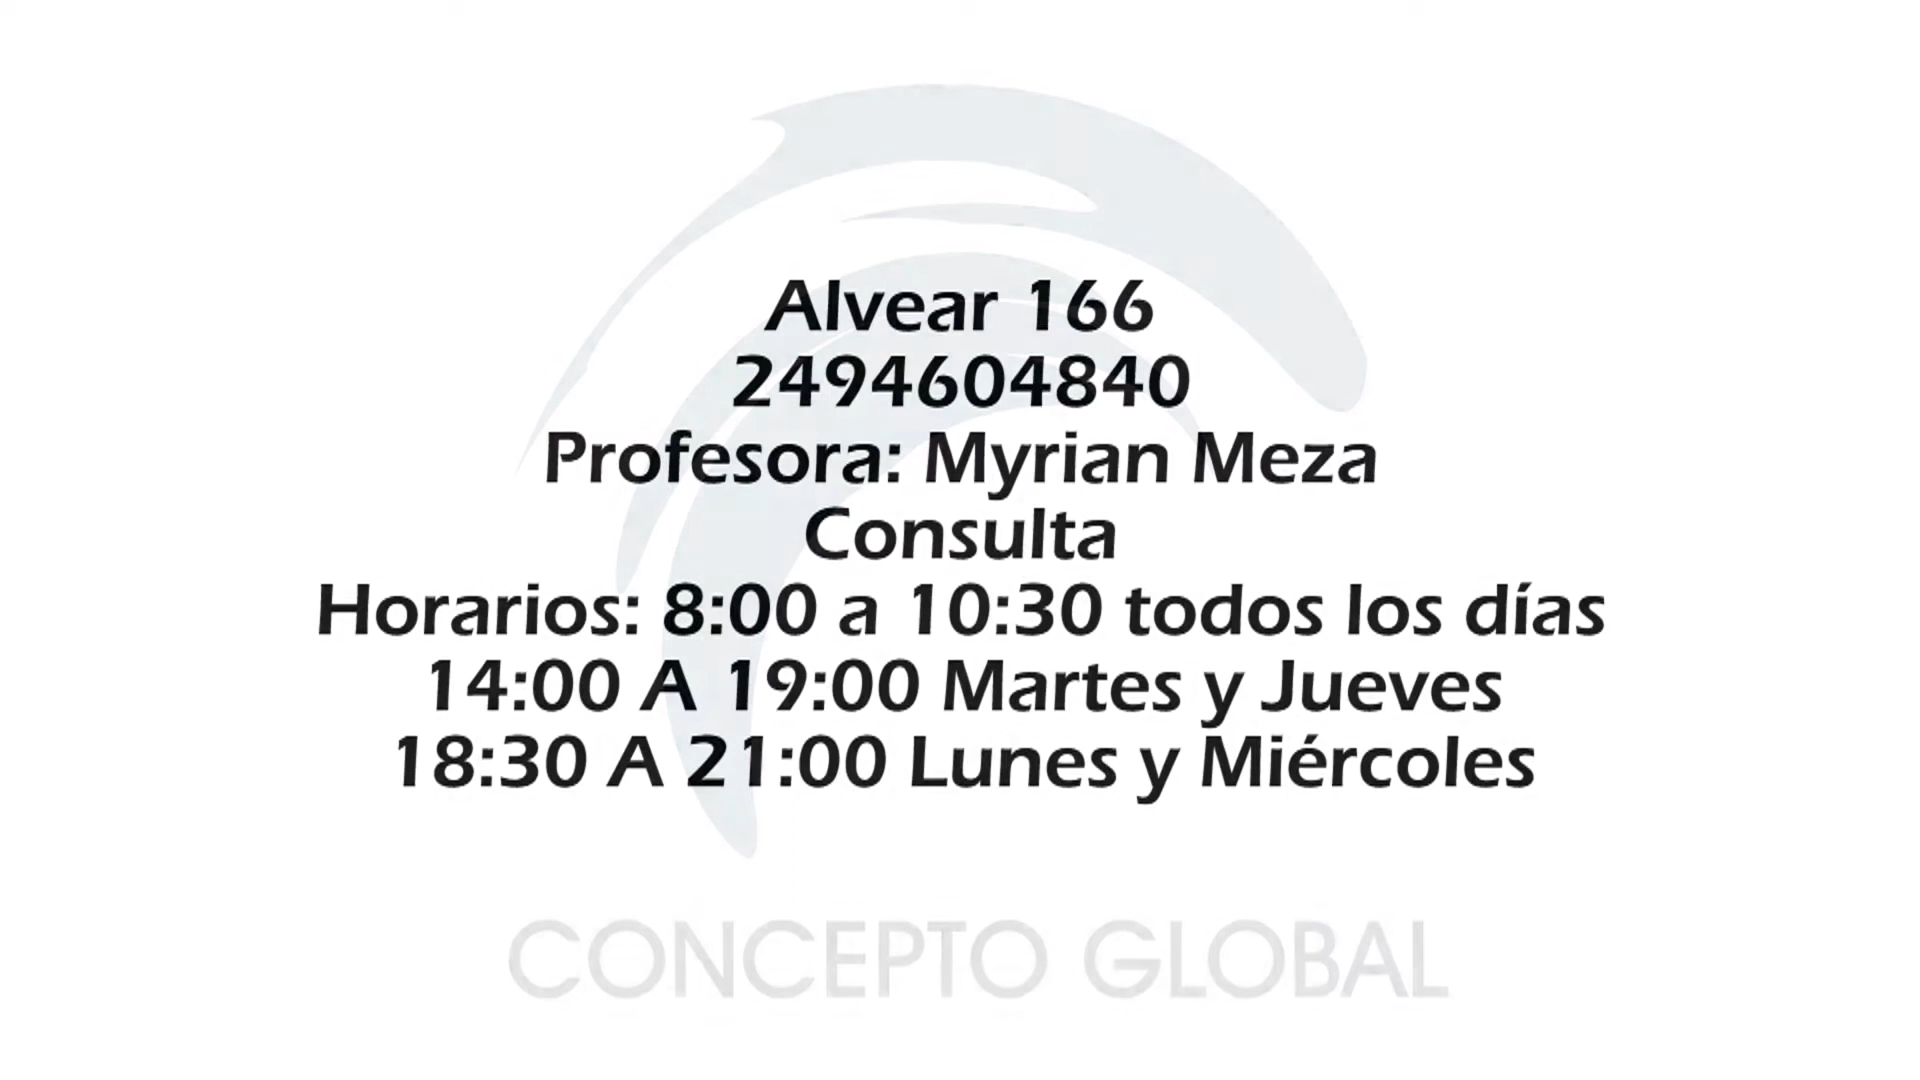 Alvear 166
2494604840
Profesora: Myrian Meza
Consulta
Horarios: 8:00 a 10:30 todos los días
14:00 A 19:00 Martes y Jueves
18:30 A 21:00 Lunes y Miércoles
CONCEPTO GLOBAL